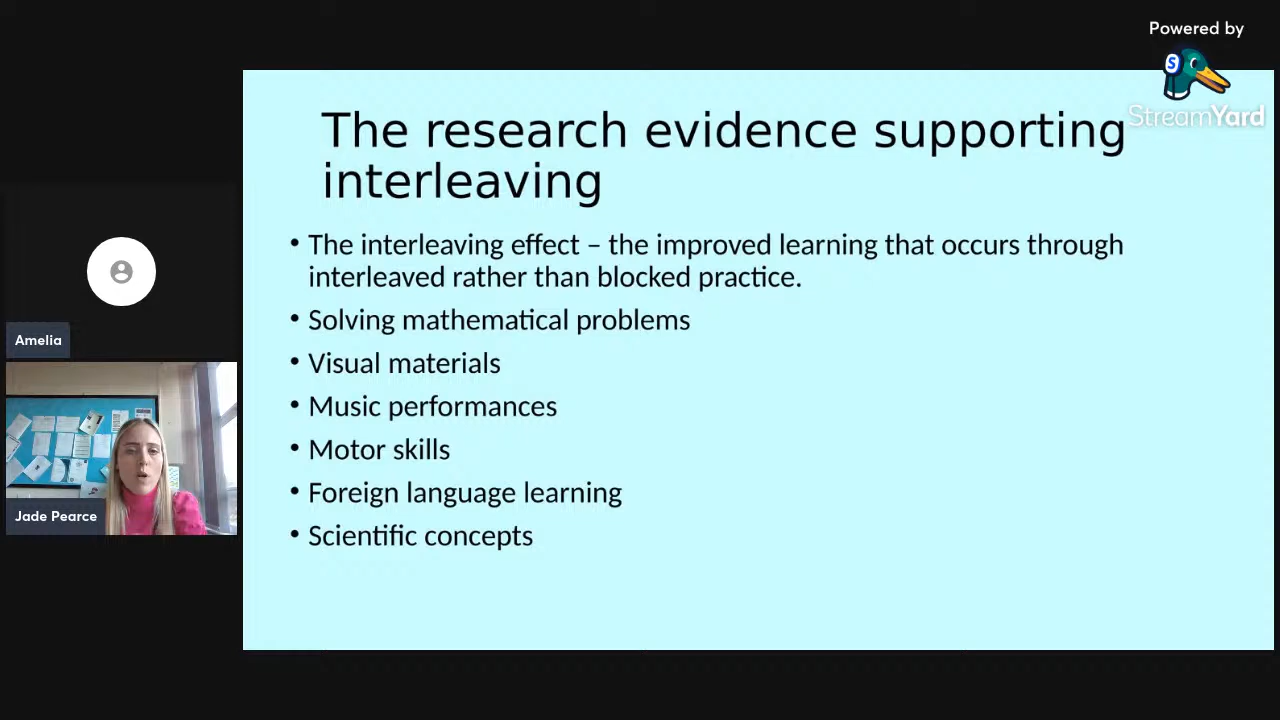 Powered by
S
StreamYard
The research evidence supporting
interleaving
• The interleaving effect – the improved learning that occurs through
interleaved rather than blocked practice.
• Solving mathematical problems
• Visual materials
• Music performances
• Motor skills
• Foreign language learning
• Scientific concepts
Amelia
Jade Pearce